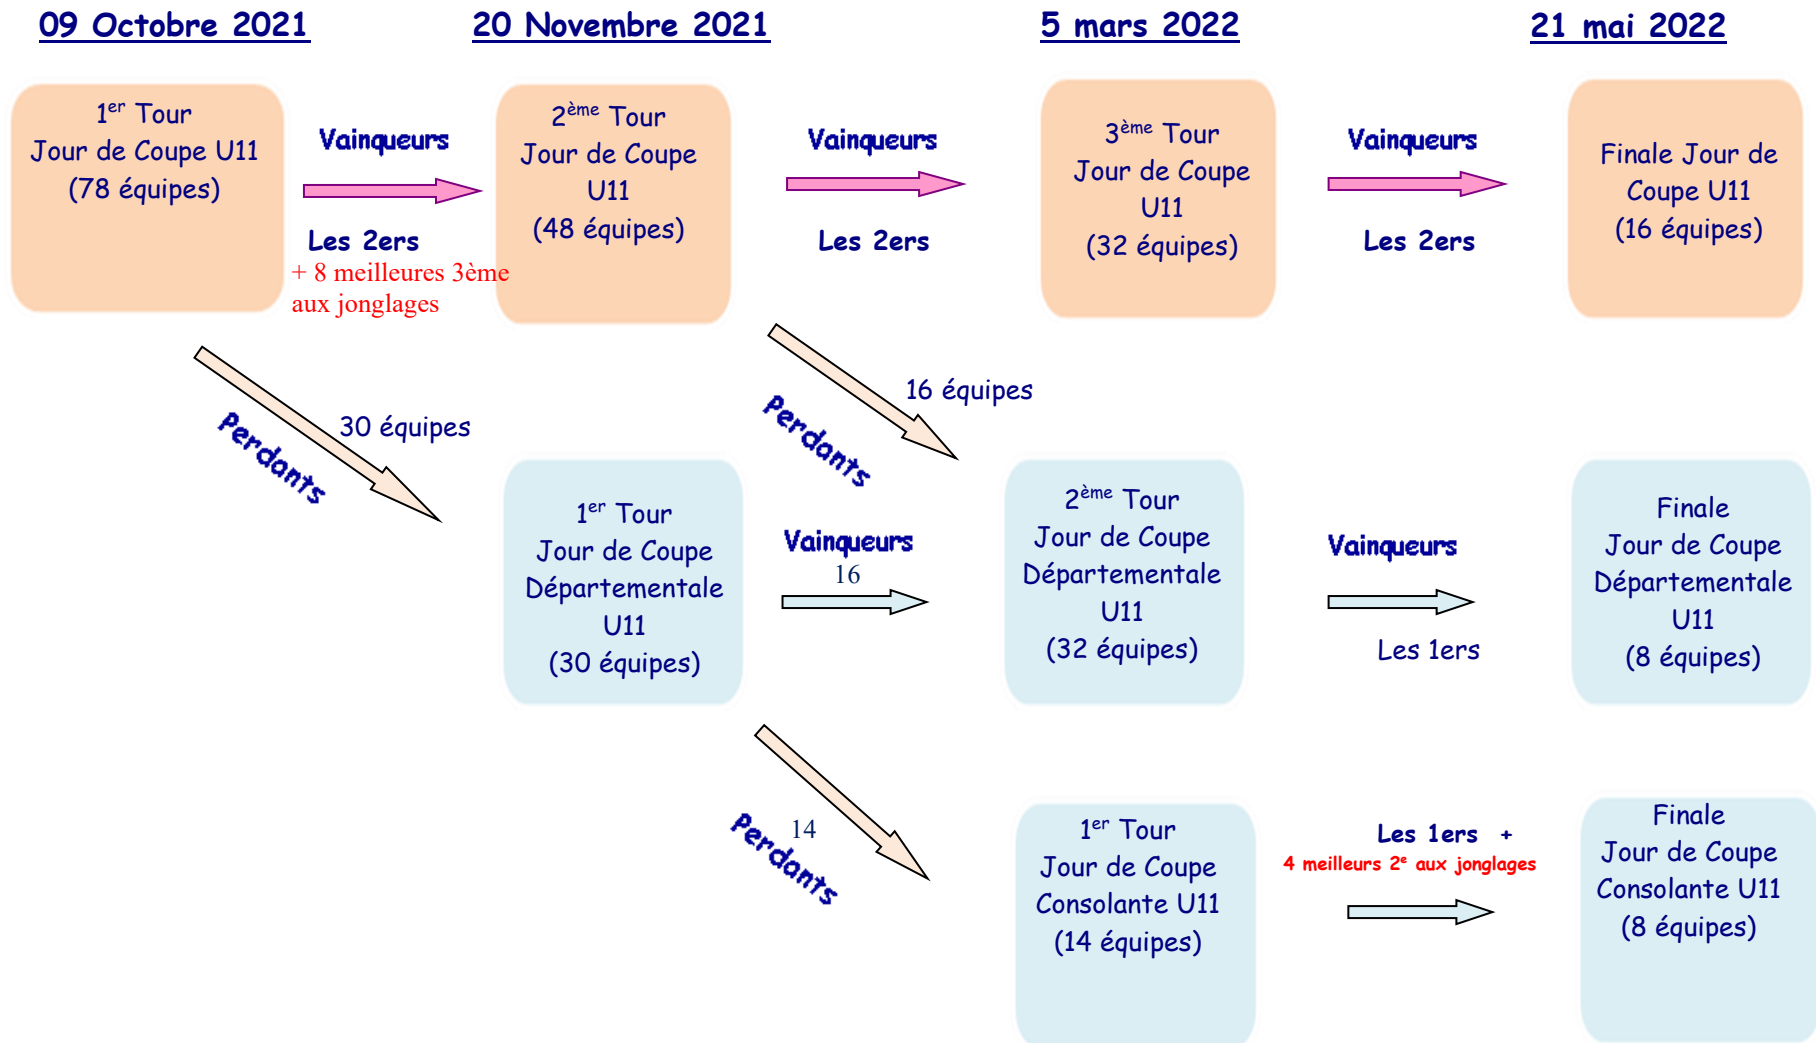 09 Octobre 2021
20 Novembre 2021
5 mars 2022
21 mai 2022
1er Tour
Jour de Coupe U11
(78 équipes)
Vainqueurs
Les 2ers
+ 8 meilleures 3ème
aux jonglages
2ème Tour
Jour de Coupe
U11
(48 équipes)
Vainqueurs
Les 2ers
3ème Tour
Jour de Coupe
U11
(32 équipes)
Vainqueurs
Les 2ers
Finale Jour de
Coupe U11
(16 équipes)
30 équipes
Perdants
16 équipes
Perdants
1er Tour
Jour de Coupe
Départementale
U11
(30 équipes)
Vainqueurs
16
2ème Tour
Jour de Coupe
Départementale
U11
(32 équipes)
Vainqueurs
Les 1ers
Finale
Jour de Coupe
Départementale
U11
(8 équipes)
14
Perdants
1er Tour
Jour de Coupe
Consolante U11
(14 équipes)
Les 1ers +
4 meilleurs 2e aux jonglages
Finale
Jour de Coupe
Consolante U11
(8 équipes)